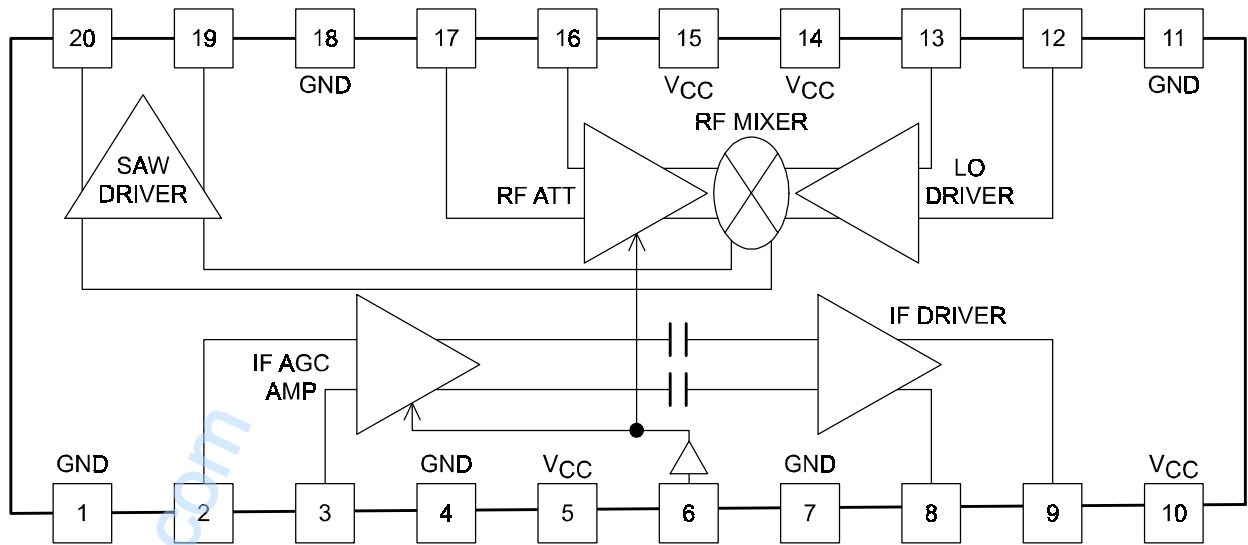 20 19 18 17 16 15 14 13 12 11
GND
VCC
VCC
GND
RF MIXER
SAW
DRIVER
RF ATT
LO
DRIVER
IF DRIVER
IF AGC
AMP
GND
GND
VCC
GND
VCC
1 2 3 4 5 6 7 8 9 10
com